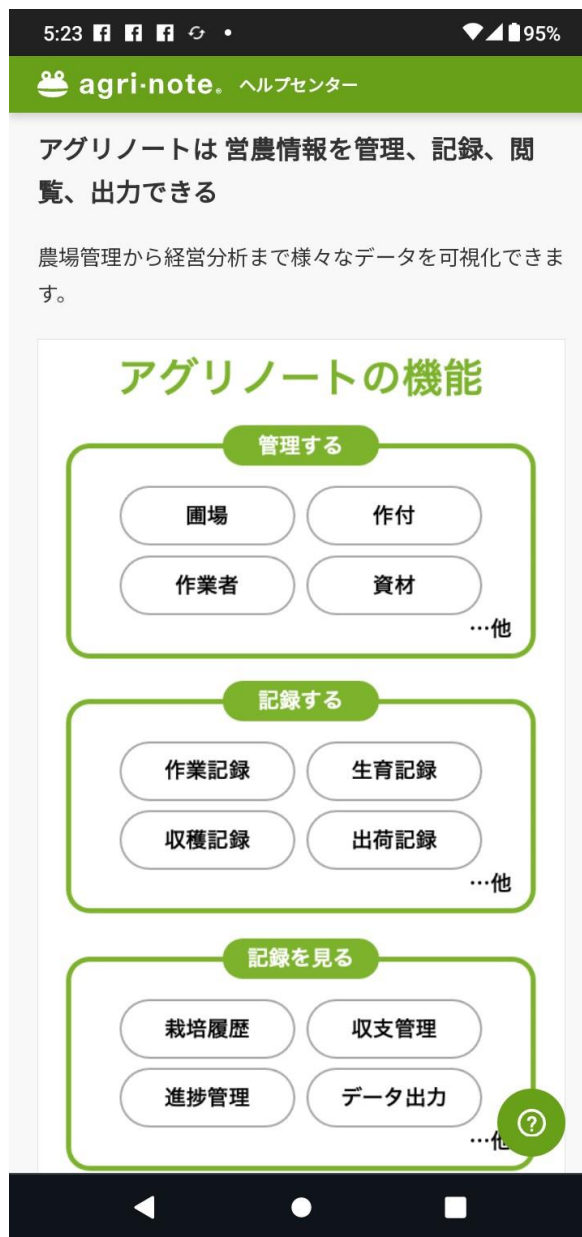 5:23
95%
agri-note. ヘルプセンター
アグリノートは 営農情報を管理、記録、閲
覧、出力できる
農場管理から経営分析まで様々なデータを可視化できま
す。
アグリノートの機能
管理する
圃場
作付
作業者
資材
…他
記録する
作業記録
生育記録
収穫記録
出荷記録
…他
記録を見る
栽培履歴
収支管理
進捗管理
データ出力
…他